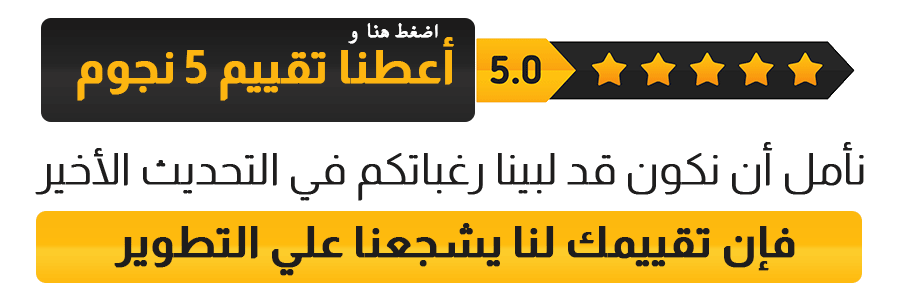 اضغط هنا و
أعطنا تقييم 5 نجوم
5.0
نأمل أن نكون قد لبينا رغباتكم في التحديث الأخير
فإن تقييمك لنا يشجعنا علي التطوير